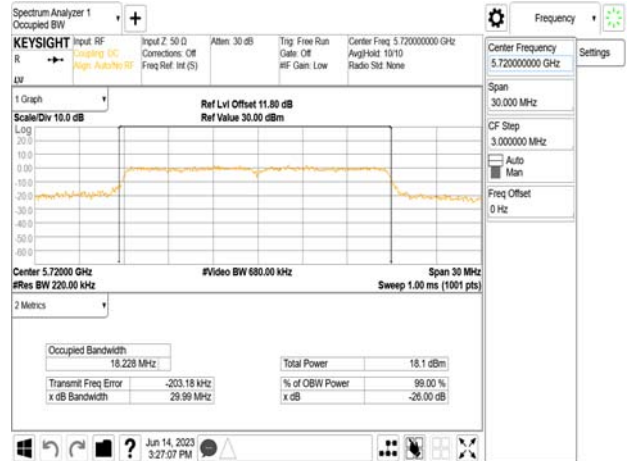 Spectrum Analyzer 1
Occupied BW
Frequency
KEYSIGHT
Input: RF
Coupling: DC
Align: Auto/No RF
Input Z: 50 Ω
Corrections: Off
Freq Ref: Int (S)
Atten: 30 dB
Trig: Free Run
Gate: Off
#IF Gain: Low
Center Freq: 5.720000000 GHz
Avg|Hold: 10/10
Radio Std: None
R
LXI
1 Graph
Scale/Div 10.0 dB
Ref Lvl Offset 11.80 dB
Ref Value 30.00 dBm
Log
20.0
10.0
0.00
-10.0
-20.0
-30.0
-40.0
-50.0
-60.0
Center 5.72000 GHz
#Video BW 680.00 kHz
Span 30 MHz
#Res BW 220.00 kHz
Sweep 1.00 ms (1001 pts)
2 Metrics
Occupied Bandwidth
18.228 MHz
Transmit Freq Error -203.18 kHz
x dB Bandwidth 29.99 MHz
Total Power 18.1 dBm
% of OBW Power 99.00 %
x dB -26.00 dB
Center Frequency
5.720000000 GHz
Settings
Span
30.000 MHz
CF Step
3.000000 MHz
Auto
Man
Freq Offset
0 Hz
?
Jun 14, 2023
3:27:07 PM